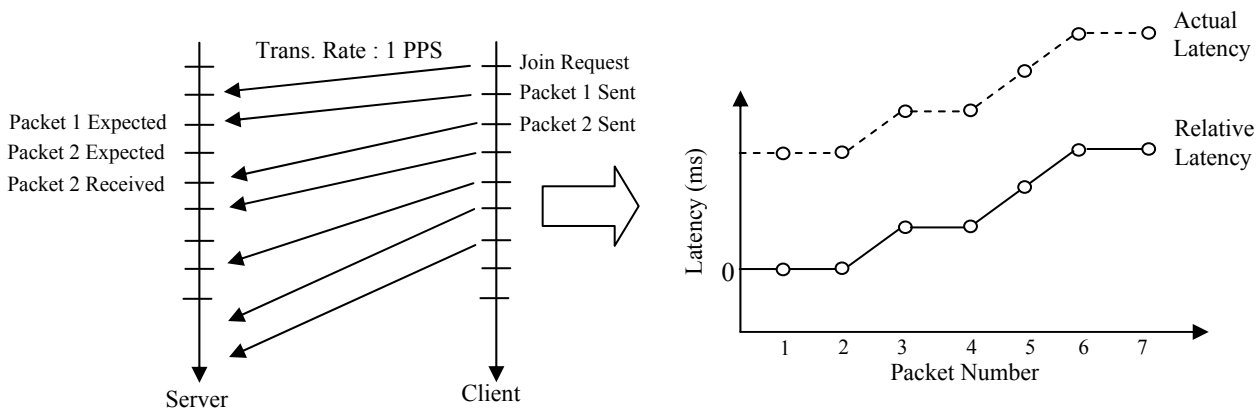 Trans. Rate : 1 PPS
Join Request
Packet 1 Sent
Packet 2 Sent
Packet 1 Expected
Packet 2 Expected
Packet 2 Received
Server
Client
Actual
Latency
Relative
Latency
Latency (ms)
0
1 2 3 4 5 6 7
Packet Number